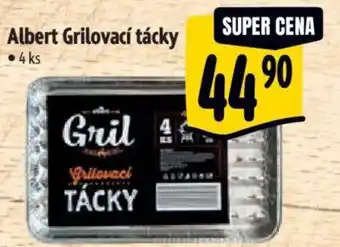 Albert Grilovací tácky
• 4 ks
SUPER CENA
44 90
Gril
4
Grilovací
TÁCKY